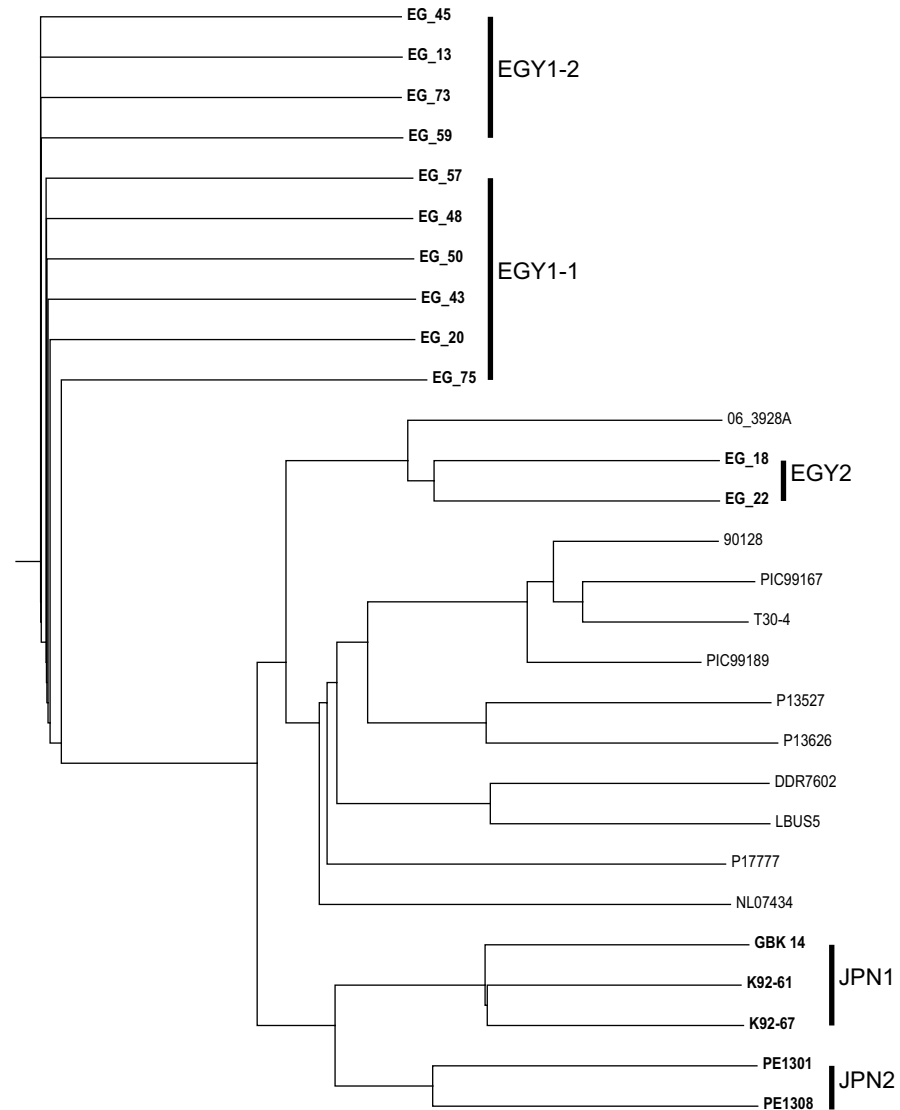 EG_45
EG_13
EGY1-2
EG_73
EG_59
EG_57
EG_48
EG_50
EGY1-1
EG_43
EG_20
EG_75
06_3928A
EG_18
EGY2
EG_22
90128
PIC99167
T30-4
PIC99189
P13527
P13626
DDR7602
LBUS5
P17777
NL07434
GBK 14
K92-61
JPN1
K92-67
PE1301
JPN2
PE1308